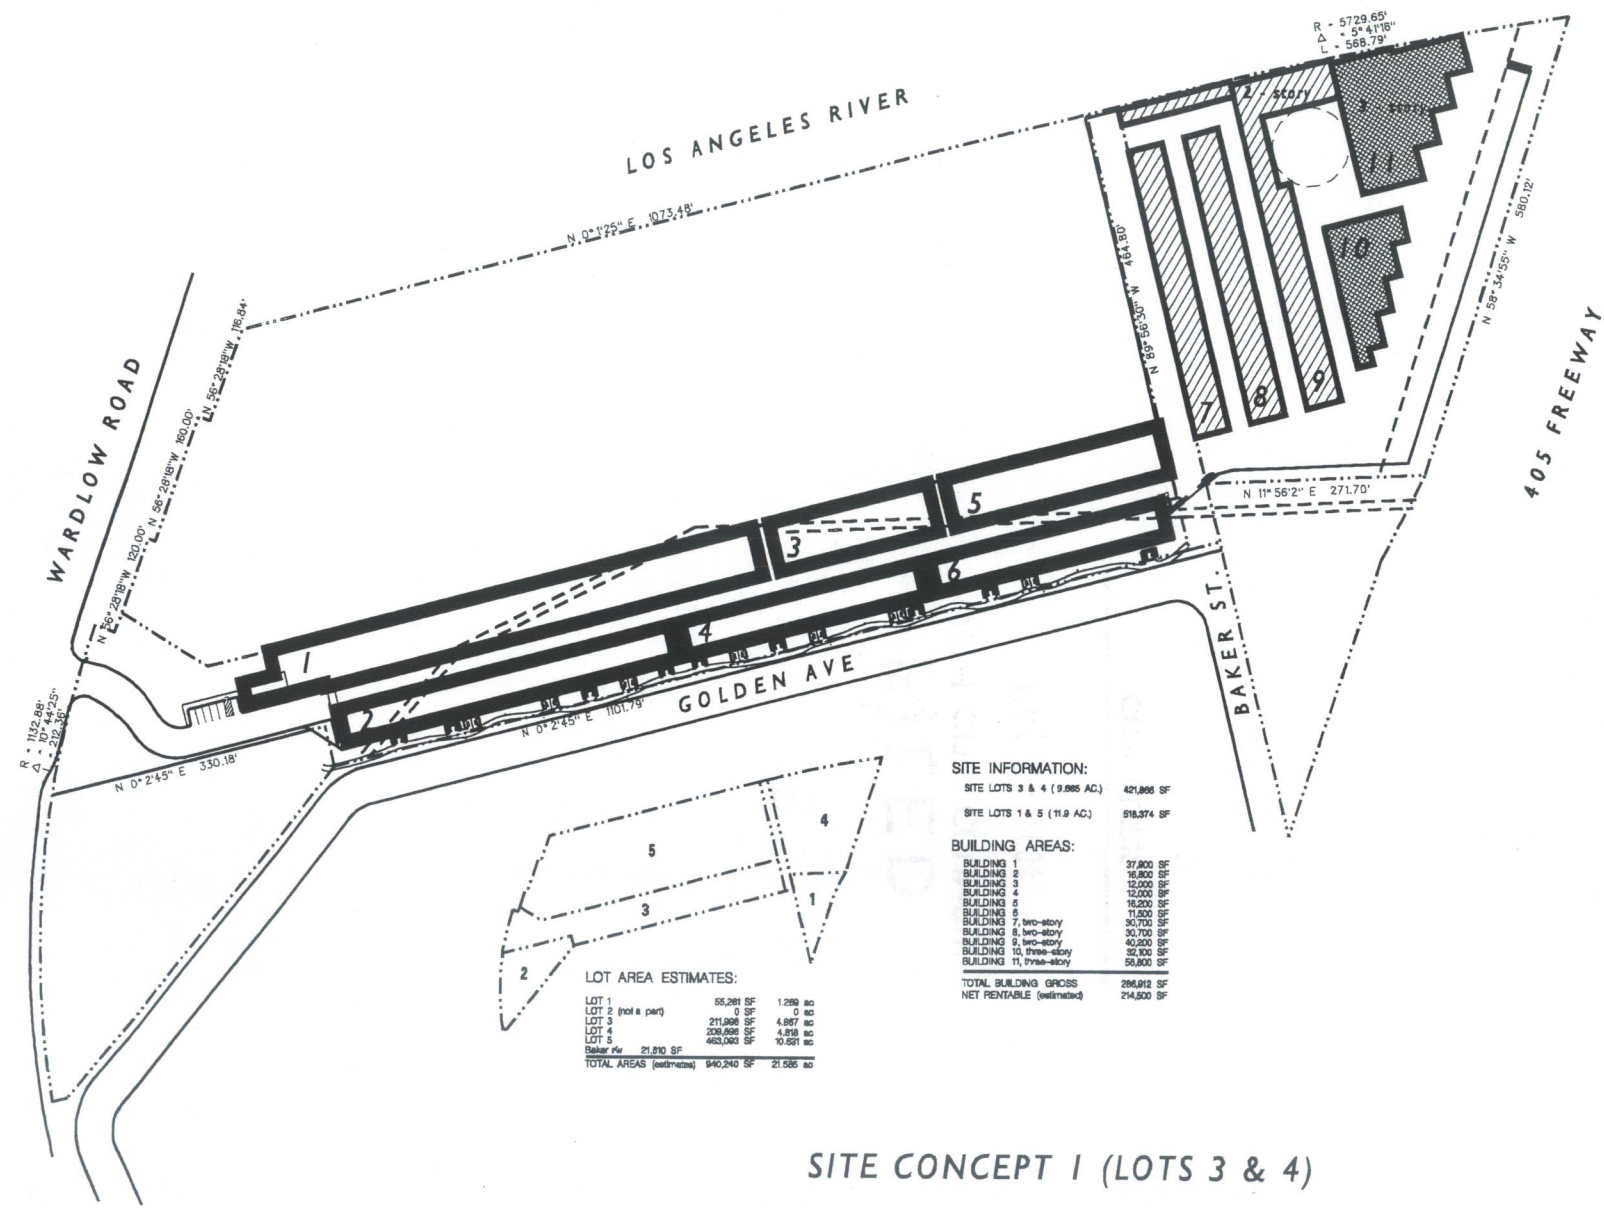 R - 5729.65'
Δ - 5°41'16"
L - 568.79'
LOS ANGELES RIVER
2 - story
3 - story
11
10
N 0°1'25" E 1073.48'
N 89°56'30" W 464.80'
N 58°34'55" W 580.12'
405 FREEWAY
WARDLOW ROAD
N 56°28'18" W 116.84'
N 56°28'18" W 160.00'
N 56°28'18" W 120.00'
7
8
9
5
3
6
4
1
2
N 11°56'2" E 271.70'
BAKER ST.
GOLDEN AVE
N 0°2'45" E 1101.79'
R - 1132.88'
Δ - 10°44'25"
L - 212.36'
N 0°2'45" E 330.18'
5
4
3
1
2
SITE INFORMATION:
SITE LOTS 3 & 4 ( 9.685 AC.) 421,866 SF
SITE LOTS 1 & 5 ( 11.9 AC.) 518,374 SF
BUILDING AREAS:
BUILDING 1 37,900 SF
BUILDING 2 16,800 SF
BUILDING 3 12,000 SF
BUILDING 4 12,000 SF
BUILDING 5 16,200 SF
BUILDING 6 11,500 SF
BUILDING 7, two-story 30,700 SF
BUILDING 8, two-story 30,700 SF
BUILDING 9, two-story 40,200 SF
BUILDING 10, three-story 32,100 SF
BUILDING 11, three-story SF
TOTAL BUILDING GROSS 286,912 SF
NET RENTABLE (estimated) 214,500 SF
LOT AREA ESTIMATES:
LOT 1 55,261 SF 1.269 ac
LOT 2 (not a part) 0 SF 0 ac
LOT 3 211,998 SF 4.867 ac
LOT 4 209,898 SF 4.818 ac
LOT 5 463,093 SF 10.631 ac
Baker r/w 21,510 SF
TOTAL AREAS (estimates) 940,240 SF 21.585 ac
SITE CONCEPT 1 (LOTS 3 & 4)